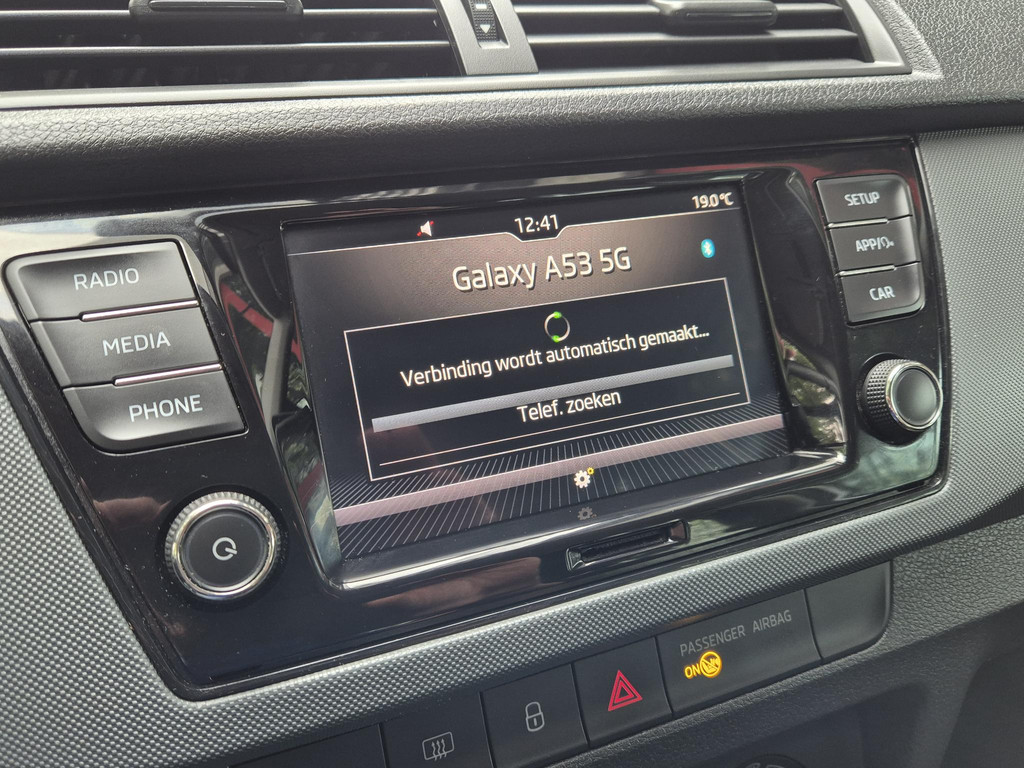 12:41
19.0°C
Galaxy A53 5G
Verbinding wordt automatisch gemaakt...
Telef. zoeken
RADIO
MEDIA
PHONE
SETUP
APP/
CAR
PASSENGER AIRBAG
ON